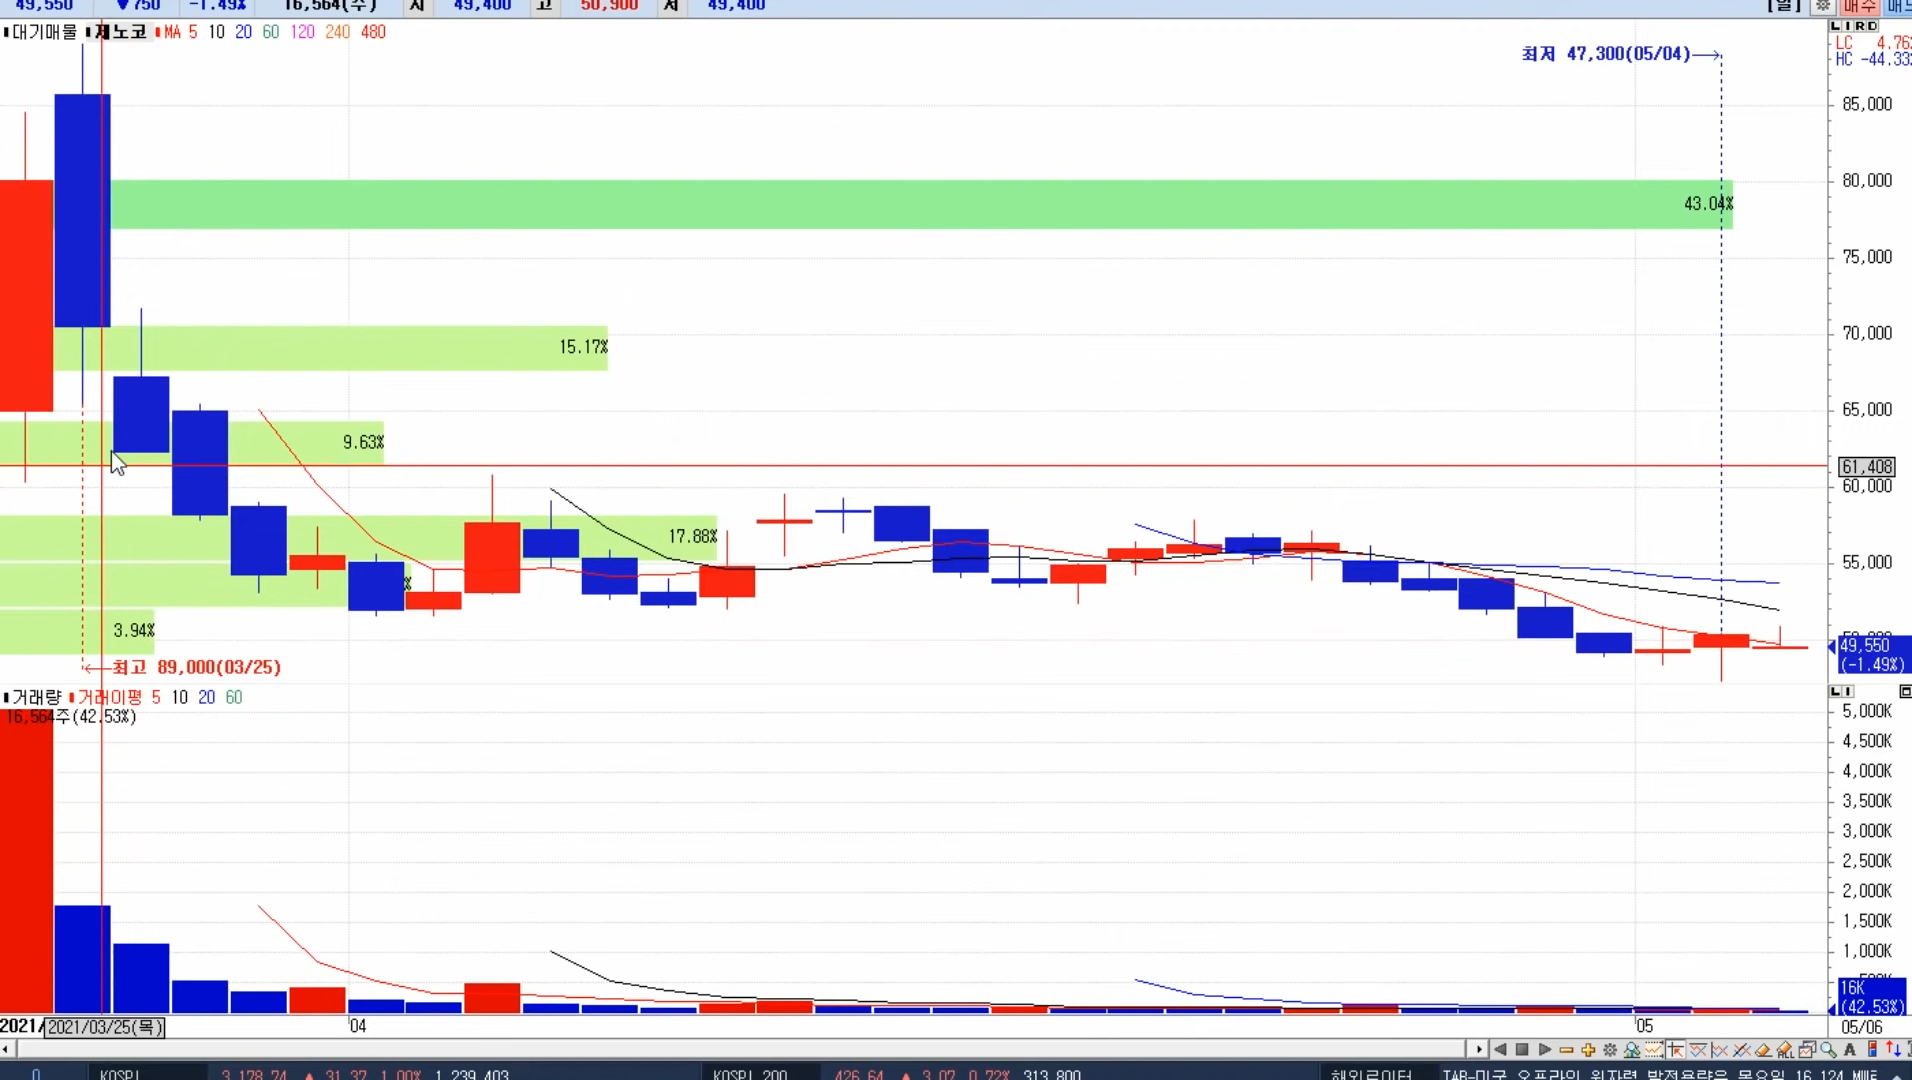 49,550 ▼750 -1.49% 16,564(주) 시 49,400 고 50,900 저 49,400 [일] 매수
대기매물 제노코 MA 5 10 20 60 120 240 480
L I R D
LC 4.76
HC -44.33
최저 47,300(05/04)
85,000
80,000
43.04%
75,000
70,000
15.17%
65,000
9.63%
61,408
60,000
17.88%
55,000
%
3.94%
49,550
(-1.49%)
최고 89,000(03/25)
거래량 거래이평 5 10 20 60
L I
16,564주(42.53%)
5,000K
4,500K
4,000K
3,500K
3,000K
2,500K
2,000K
1,500K
1,000K
16K
(42.53%)
2021/ 2021/03/25(목) 04 05 05/06
A
0 KOSPI 3,178.74 ▲ 31.37 1.00% 1,239,403 KOSPI 200 426.64 ▲ 3.07 0.72% 313,800